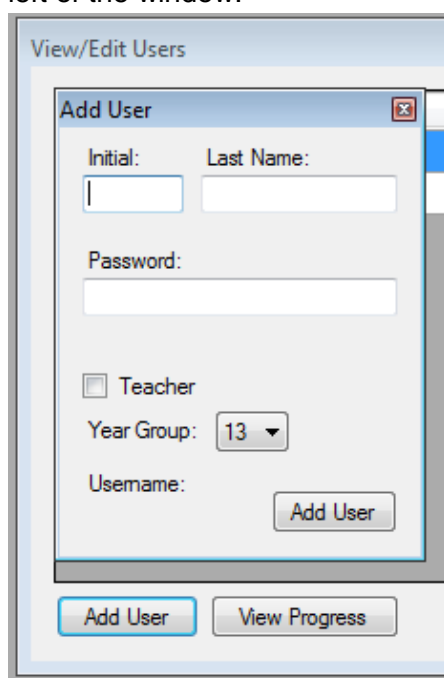 View/Edit Users
Add User
Initial: Last Name:
Password:
Teacher
Year Group: 13
Username:
Add User
Add User View Progress